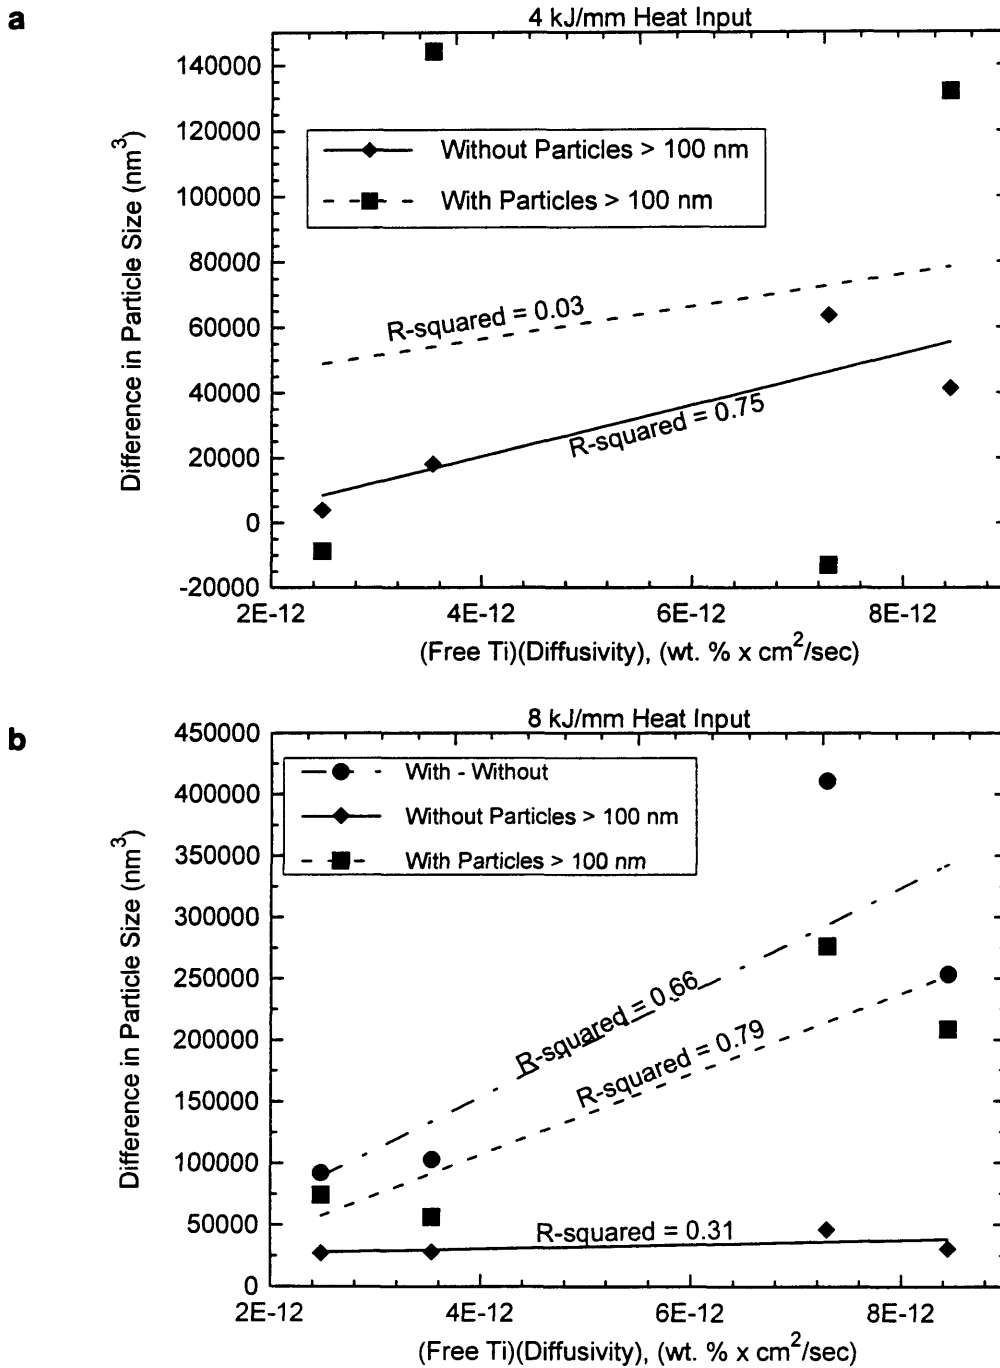 a
4 kJ/mm Heat Input
140000
120000
100000
80000
60000
40000
20000
0
-20000
Difference in Particle Size (nm³)
Without Particles > 100 nm
With Particles > 100 nm
R-squared = 0.03
R-squared = 0.75
2E-12 4E-12 6E-12 8E-12
(Free Ti)(Diffusivity), (wt. % x cm²/sec)
b
8 kJ/mm Heat Input
450000
400000
350000
300000
250000
200000
150000
100000
50000
0
Difference in Particle Size (nm³)
With - Without
Without Particles > 100 nm
With Particles > 100 nm
R-squared = 0.66
R-squared = 0.79
R-squared = 0.31
2E-12 4E-12 6E-12 8E-12
(Free Ti)(Diffusivity), (wt. % x cm²/sec)